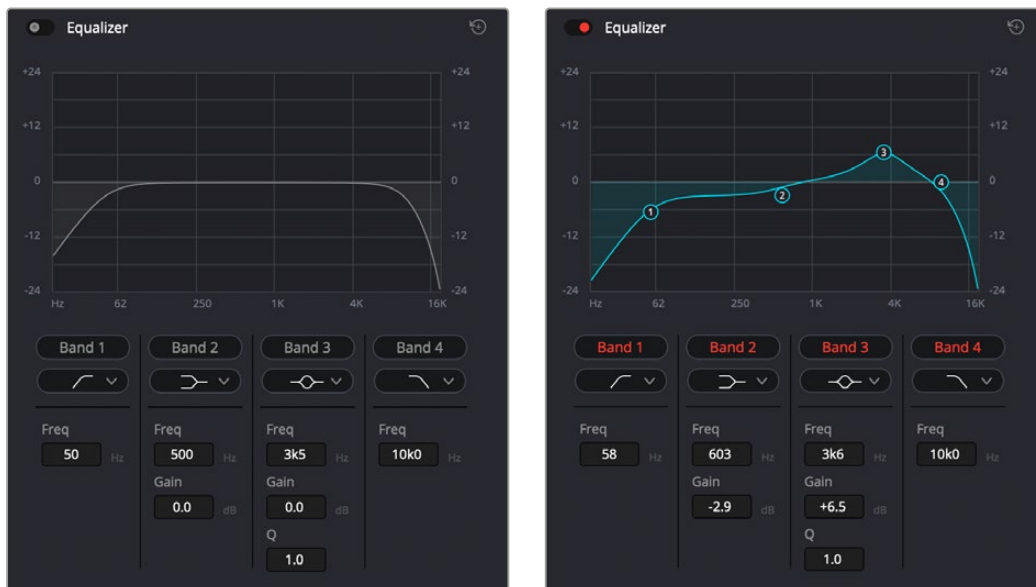 Equalizer
+24 +24
+12 +12
0 0
-12 -12
-24 -24
Hz 62 250 1K 4K 16K
Band 1 Band 2 Band 3 Band 4
Freq Freq Freq Freq
50 Hz 500 Hz 3k5 Hz 10k0 Hz
Gain Gain
0.0 dB 0.0 dB
Q
1.0
Equalizer
+24 +24
+12 +12
0 0
-12 -12
-24 -24
1 2 3 4
Hz 62 250 1K 4K 16K
Band 1 Band 2 Band 3 Band 4
Freq Freq Freq Freq
58 Hz 603 Hz 3k6 Hz 10k0 Hz
Gain Gain
-2.9 dB +6.5 dB
Q
1.0